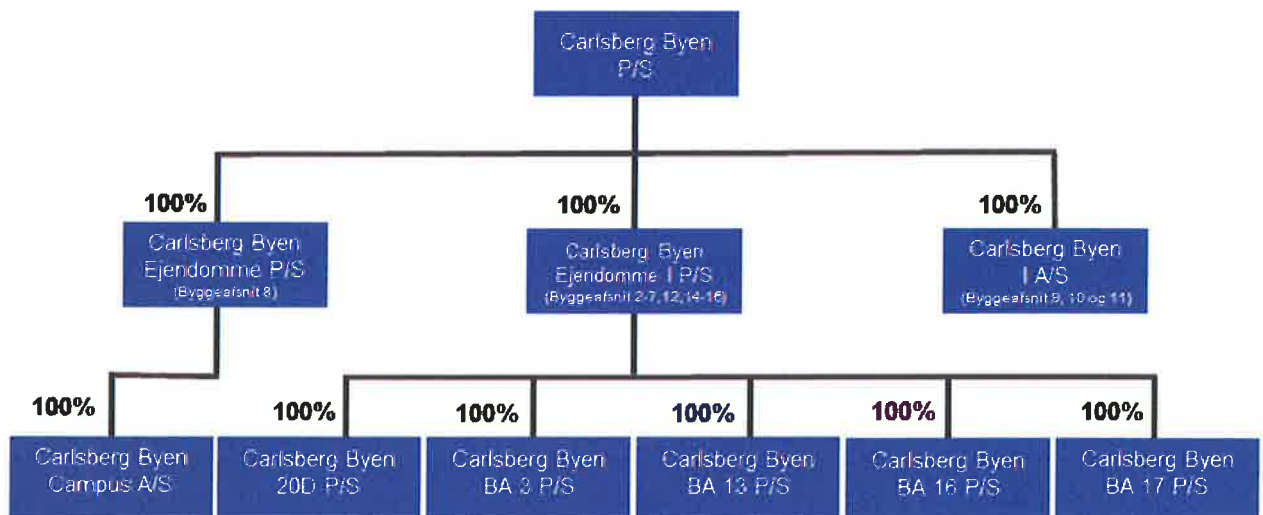 Carlsberg Byen
P/S
100%
100%
100%
Carlsberg Byen
Ejendomme P/S
(Byggeafsnit 8)
Carlsberg Byen
Ejendomme I P/S
(Byggeafsnit 2-7,12,14-16)
Carlsberg Byen
I A/S
(Byggeafsnit 9, 10 og 11)
100%
100%
100%
100%
100%
100%
Carlsberg Byen
Campus A/S
Carlsberg Byen
20D P/S
Carlsberg Byen
BA 3 P/S
Carlsberg Byen
BA 13 P/S
Carlsberg Byen
BA 16 P/S
Carlsberg Byen
BA 17 P/S